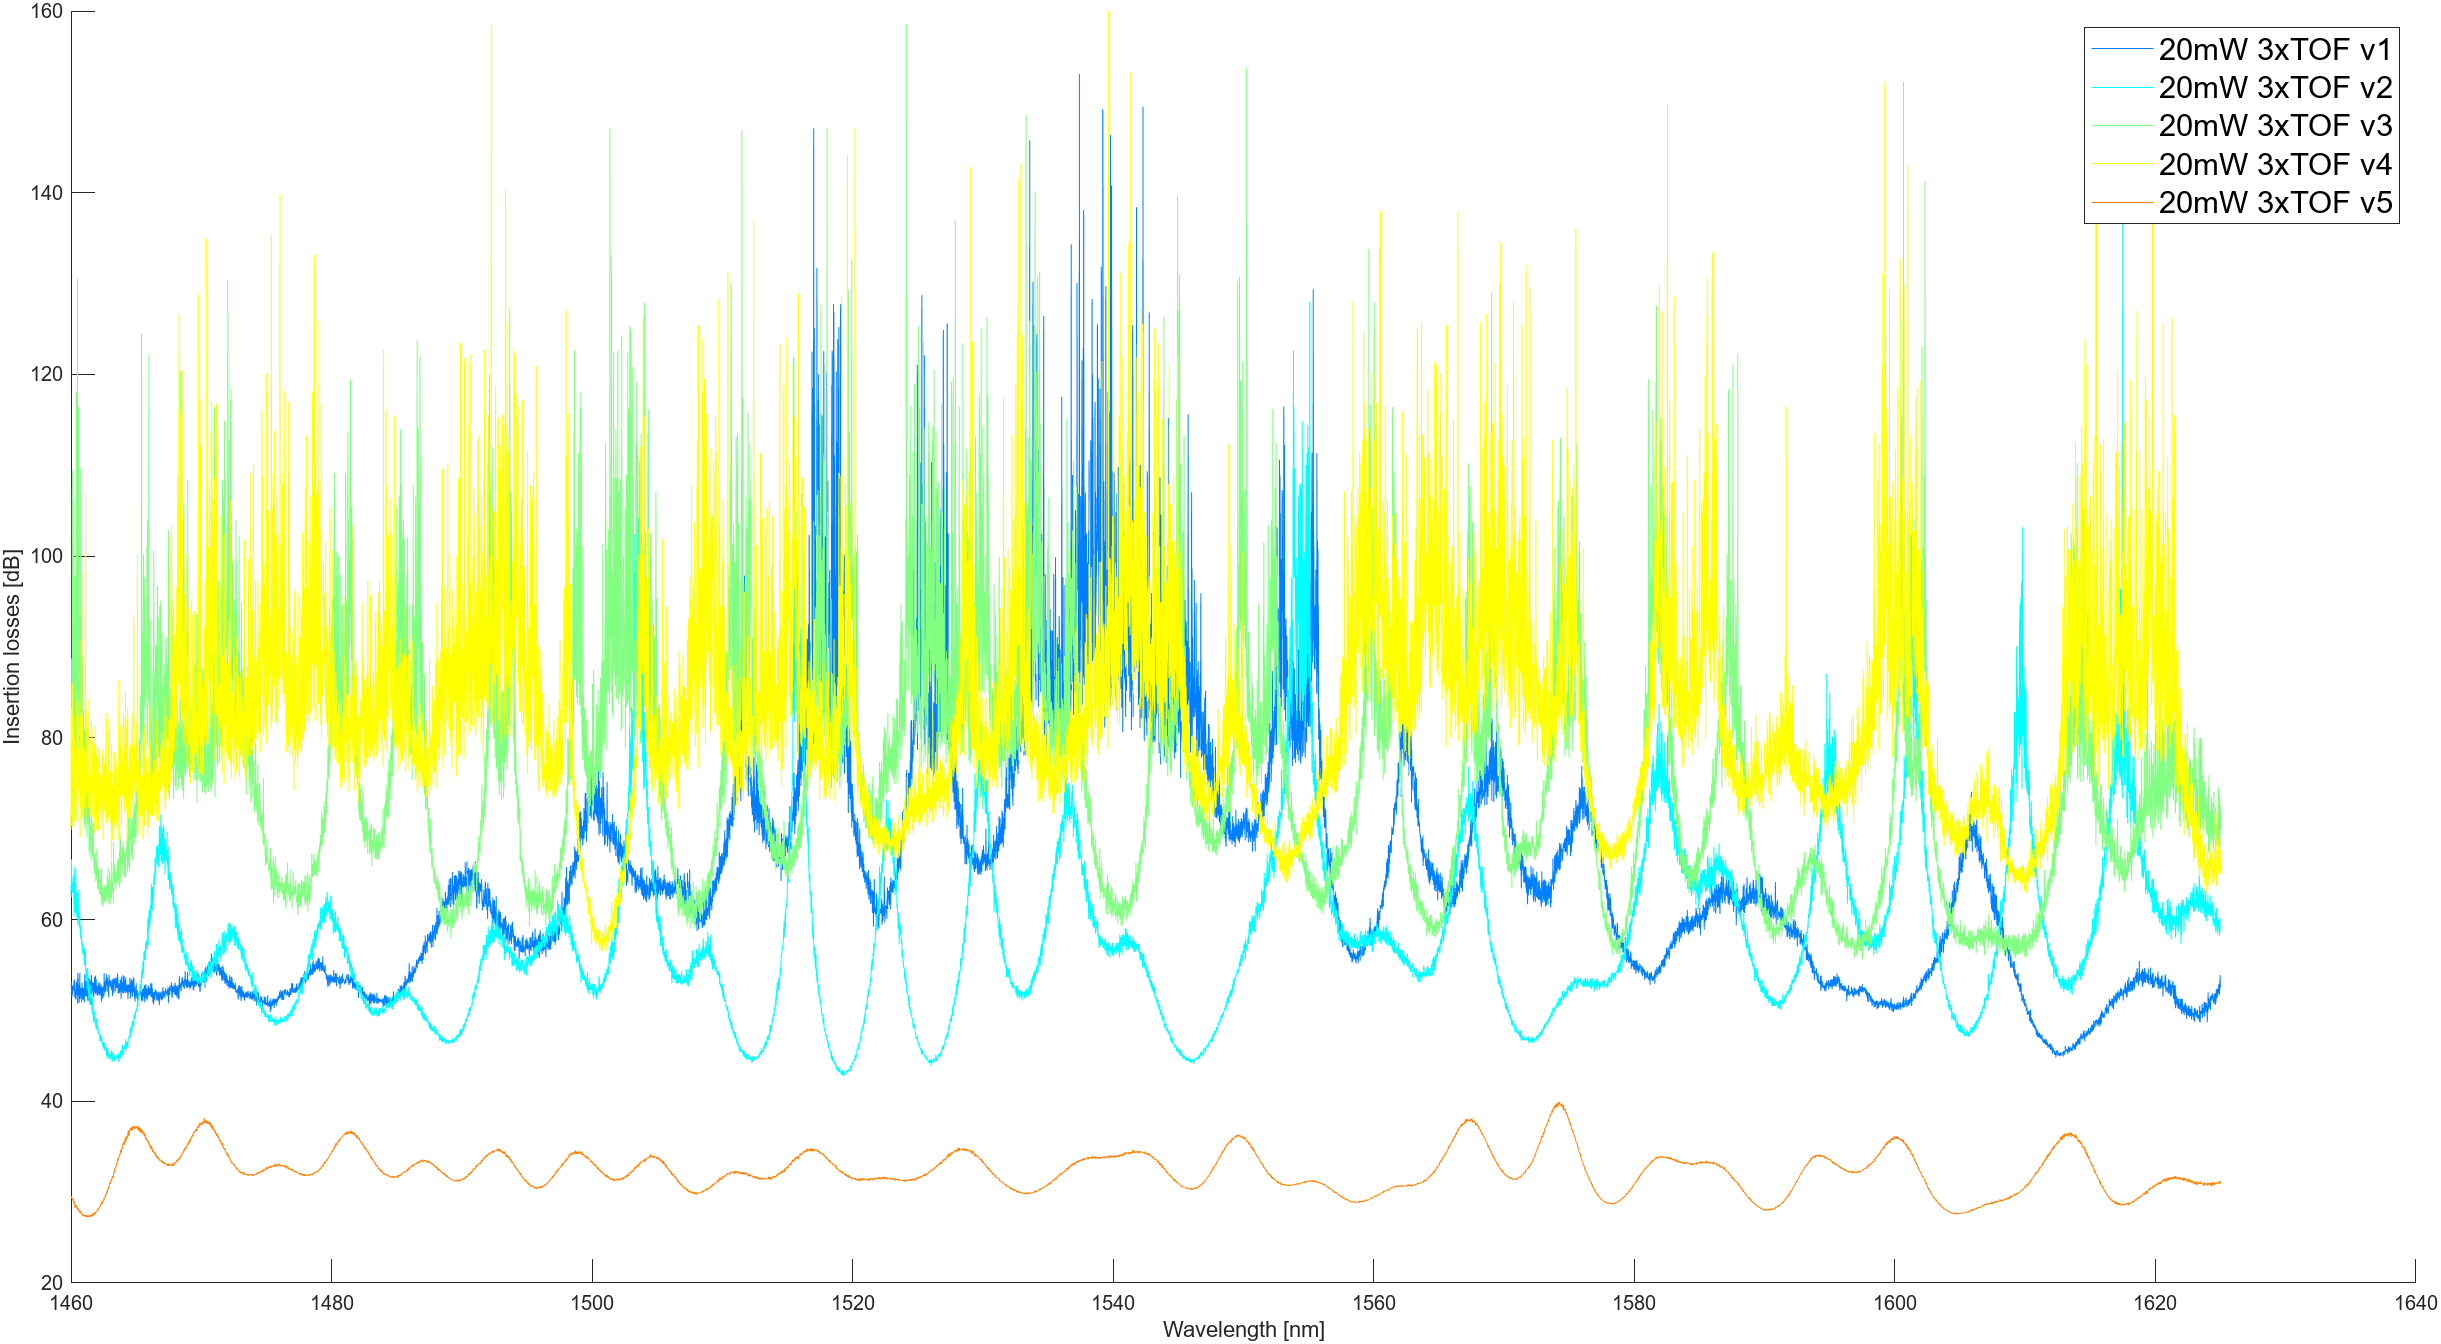 160
140
120
100
80
60
40
20
Insertion losses [dB]
1460 1480 1500 1520 1540 1560 1580 1600 1620 1640
Wavelength [nm]
20mW 3xTOF v1
20mW 3xTOF v2
20mW 3xTOF v3
20mW 3xTOF v4
20mW 3xTOF v5